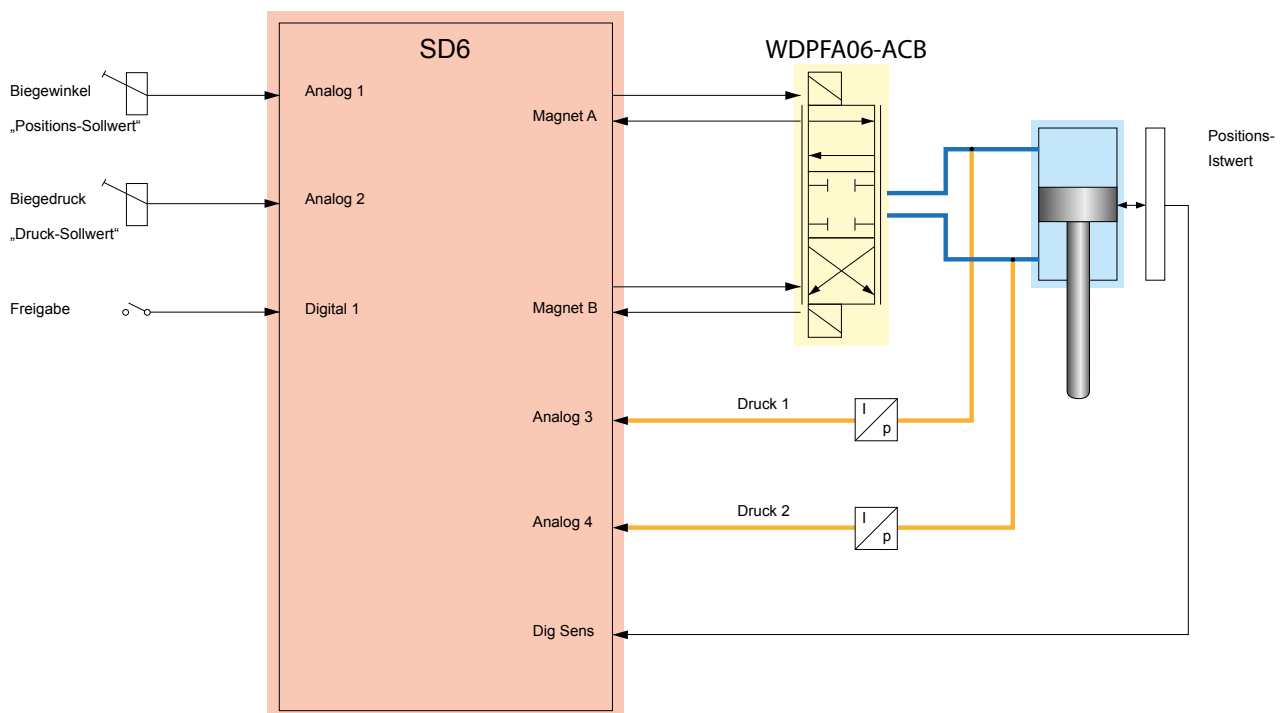 SD6
WDPFA06-ACB
Biegewinkel
„Positions-Sollwert“
Analog 1
Magnet A
Positions-
Istwert
Biegedruck
„Druck-Sollwert“
Analog 2
Freigabe
Digital 1
Magnet B
Analog 3
Druck 1
I
p
Analog 4
Druck 2
I
p
Dig Sens